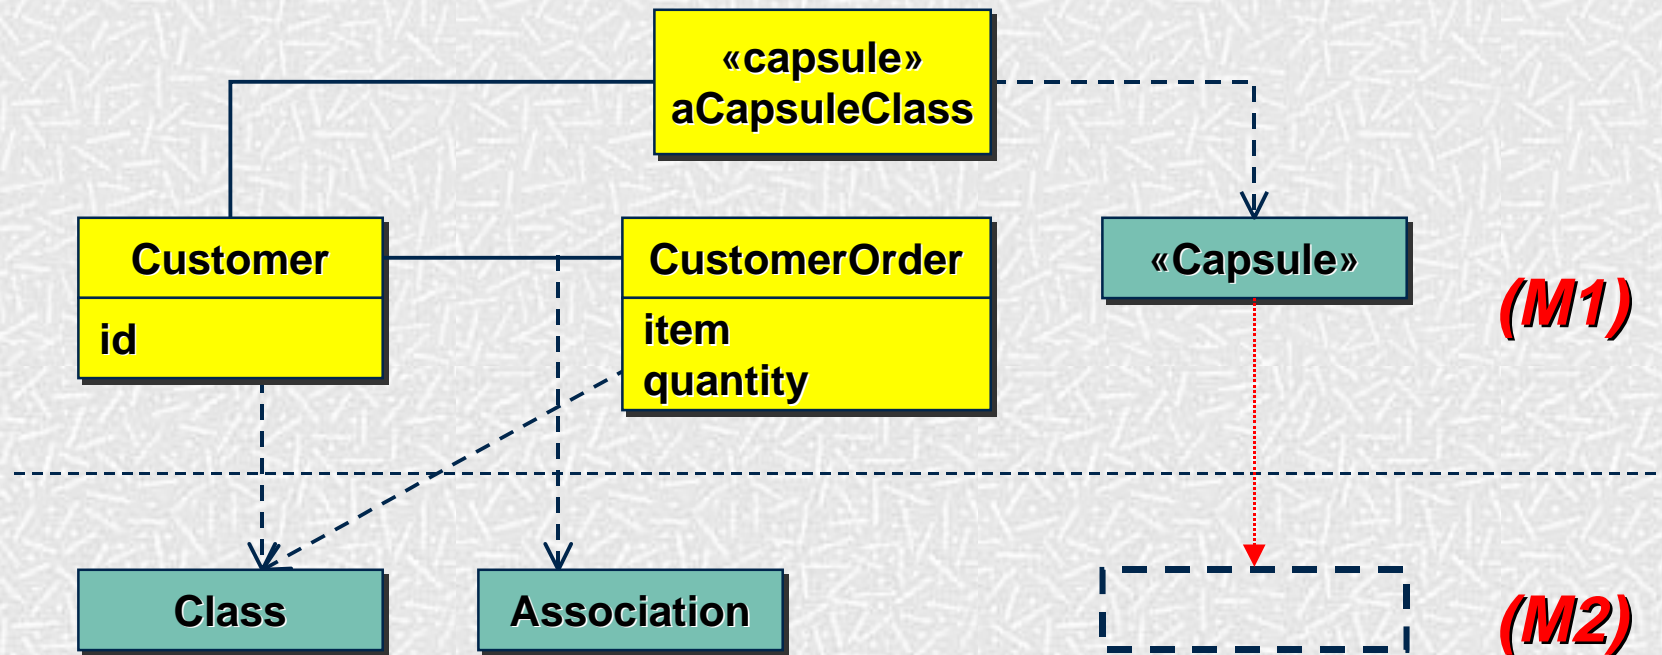 «capsule»
aCapsuleClass
Customer
id
CustomerOrder
item
quantity
«Capsule»
(M1)
Class
Association
(M2)